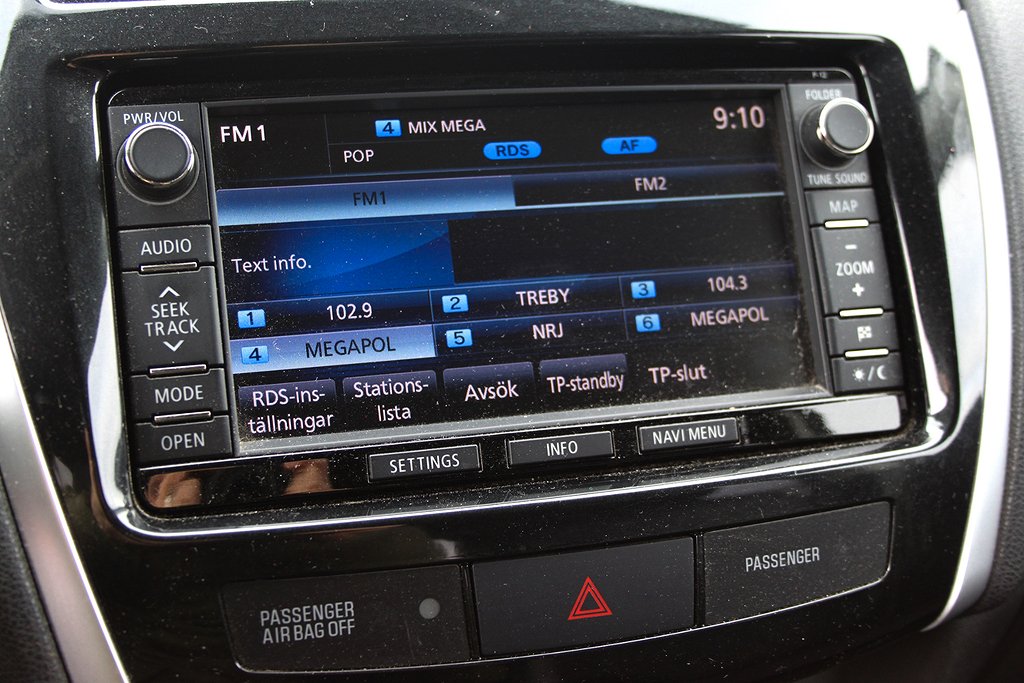 P-12
PWR/VOL
FOLDER
FM1
4 MIX MEGA
9:10
POP
RDS
AF
TUNE SOUND
FM1
FM2
MAP
AUDIO
Text info.
−
ZOOM
+
SEEK
TRACK
1 102.9
2 TREBY
3 104.3
4 MEGAPOL
5 NRJ
6 MEGAPOL
MODE
RDS-ins-
tällningar
Stations-
lista
Avsök
TP-standby
TP-slut
OPEN
SETTINGS
INFO
NAVI MENU
PASSENGER
AIR BAG OFF
PASSENGER